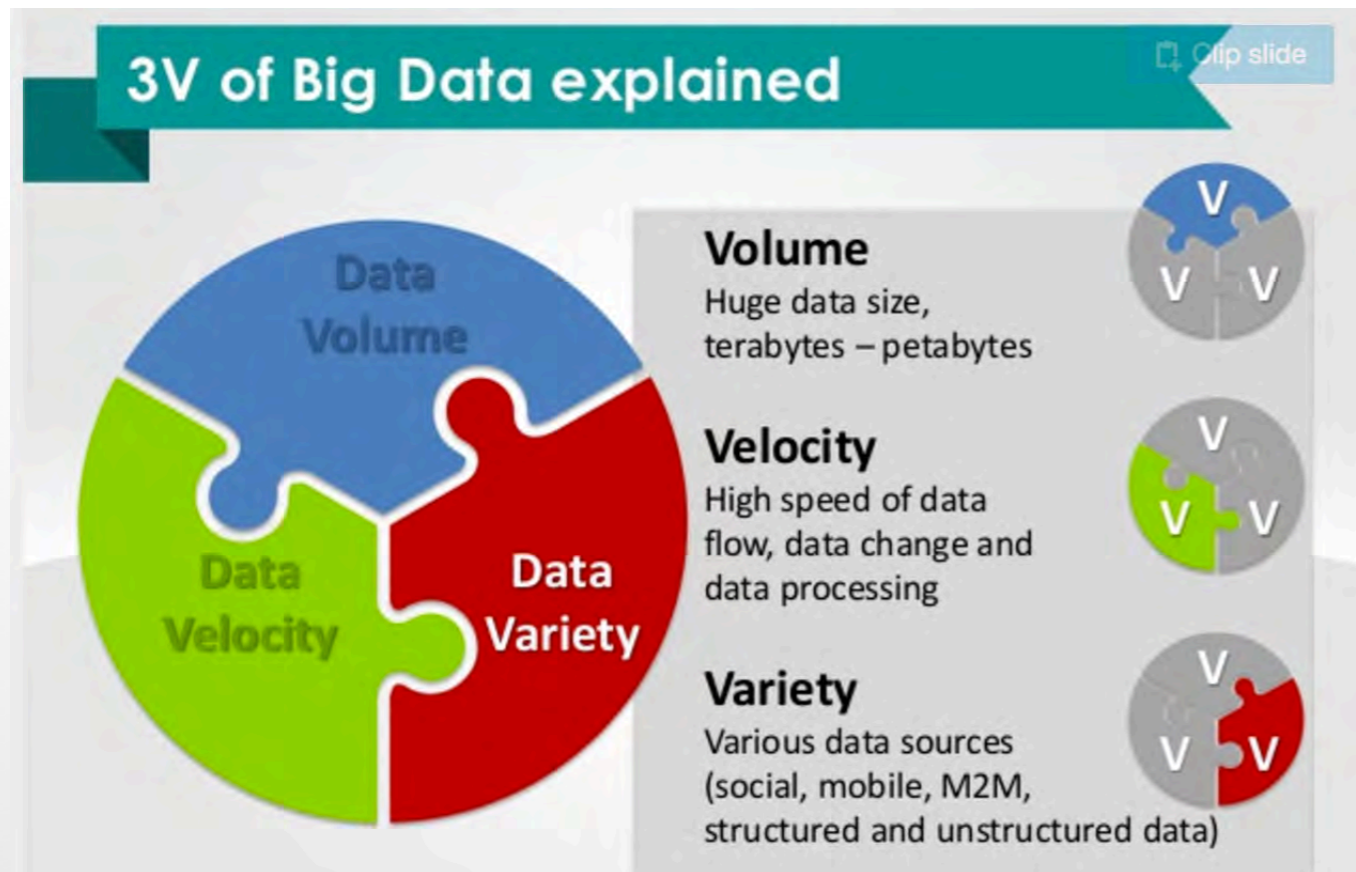 3V of Big Data explained
Clip slide
Data
Volume
Data
Velocity
Data
Variety
Volume
Huge data size,
terabytes – petabytes
V
V
V
Velocity
High speed of data
flow, data change and
data processing
V
V
V
Variety
Various data sources
(social, mobile, M2M,
structured and unstructured data)
V
V
V